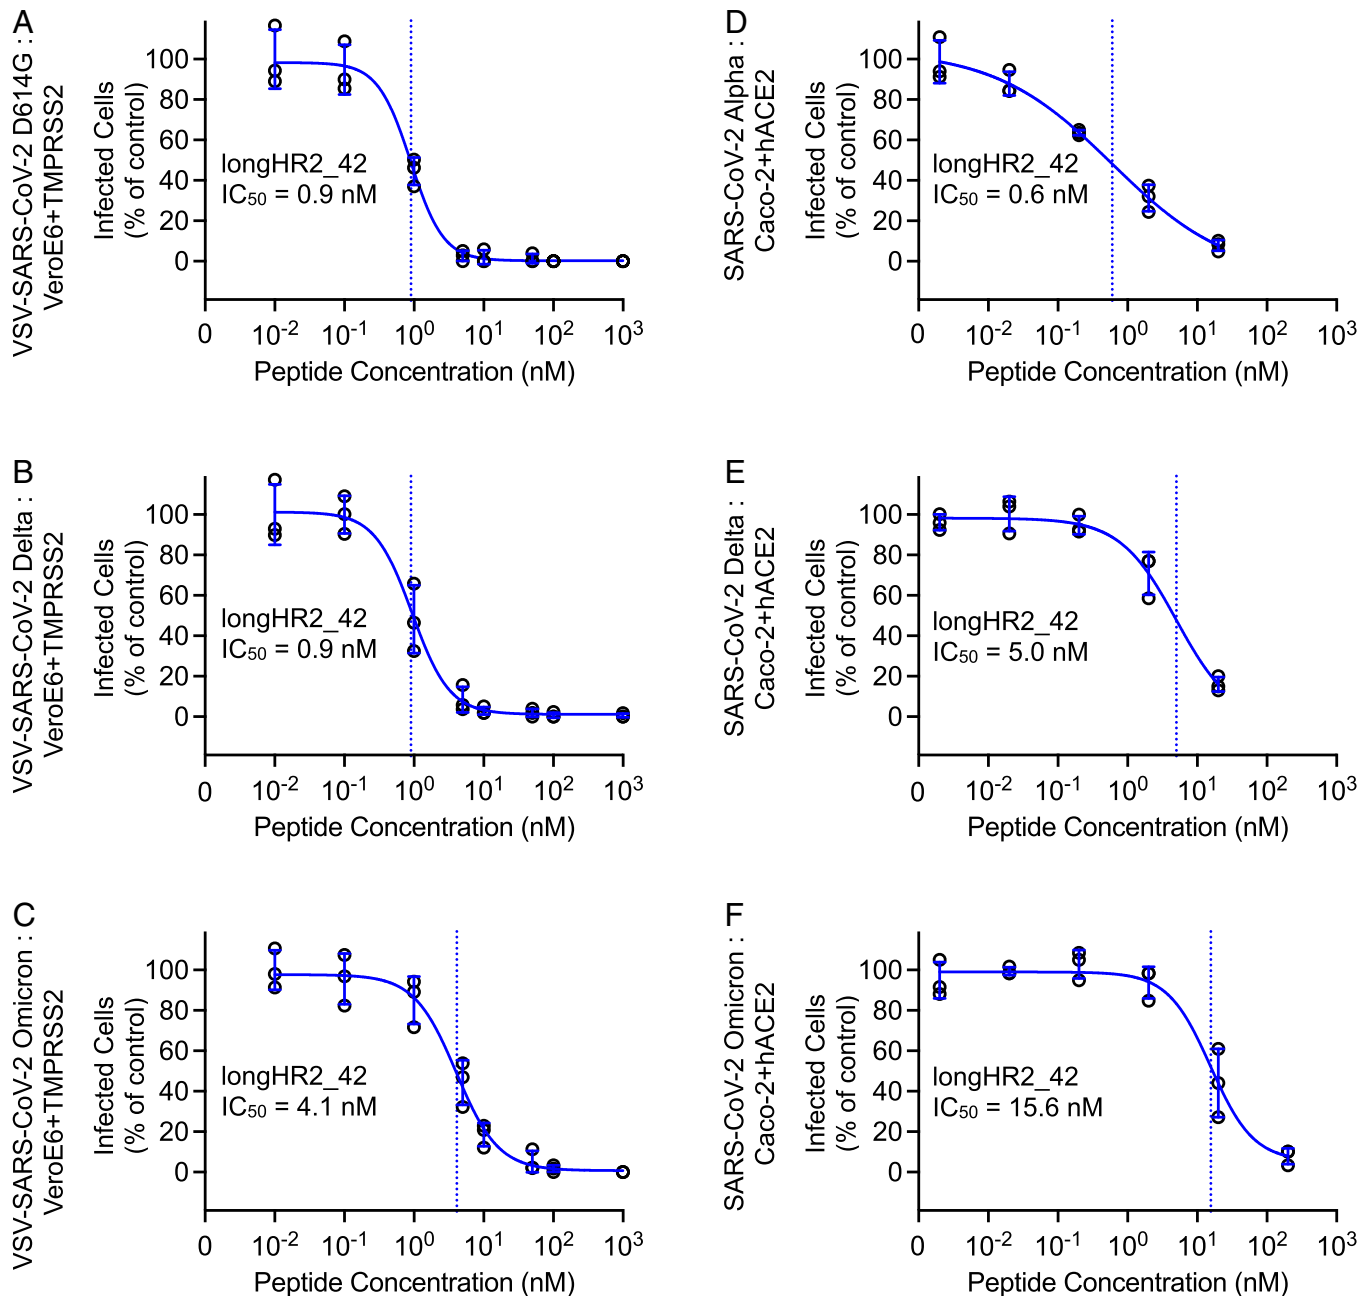 A
VSV-SARS-CoV-2 D614G :
VeroE6+TMPRSS2
Infected Cells
(% of control)
100
80
60
40
20
0
longHR2_42
IC₅₀ = 0.9 nM
0 10⁻² 10⁻¹ 10⁰ 10¹ 10² 10³
Peptide Concentration (nM)
D
SARS-CoV-2 Alpha :
Caco-2+hACE2
Infected Cells
(% of control)
100
80
60
40
20
0
longHR2_42
IC₅₀ = 0.6 nM
0 10⁻² 10⁻¹ 10⁰ 10¹ 10² 10³
Peptide Concentration (nM)
B
VSV-SARS-CoV-2 Delta :
VeroE6+TMPRSS2
Infected Cells
(% of control)
100
80
60
40
20
0
longHR2_42
IC₅₀ = 0.9 nM
0 10⁻² 10⁻¹ 10⁰ 10¹ 10² 10³
Peptide Concentration (nM)
E
SARS-CoV-2 Delta :
Caco-2+hACE2
Infected Cells
(% of control)
100
80
60
40
20
0
longHR2_42
IC₅₀ = 5.0 nM
0 10⁻² 10⁻¹ 10⁰ 10¹ 10² 10³
Peptide Concentration (nM)
C
VSV-SARS-CoV-2 Omicron :
VeroE6+TMPRSS2
Infected Cells
(% of control)
100
80
60
40
20
0
longHR2_42
IC₅₀ = 4.1 nM
0 10⁻² 10⁻¹ 10⁰ 10¹ 10² 10³
Peptide Concentration (nM)
F
SARS-CoV-2 Omicron :
Caco-2+hACE2
Infected Cells
(% of control)
100
80
60
40
20
0
longHR2_42
IC₅₀ = 15.6 nM
0 10⁻² 10⁻¹ 10⁰ 10¹ 10² 10³
Peptide Concentration (nM)